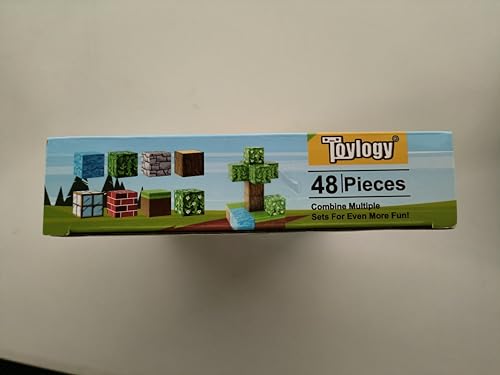 Toylogy®
48|Pieces
Combine Multiple
Sets For Even More Fun!